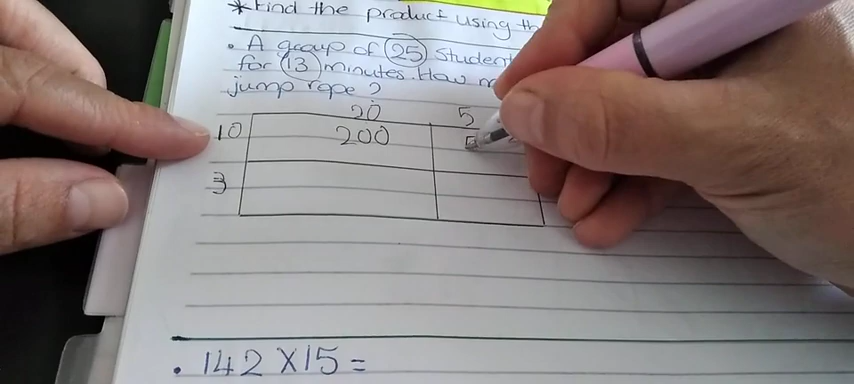 *Find the product using
• A group of 25 Student
for 13 minutes. How
jump rope?
20 5
10 200 5
3
• 142 X 15 =